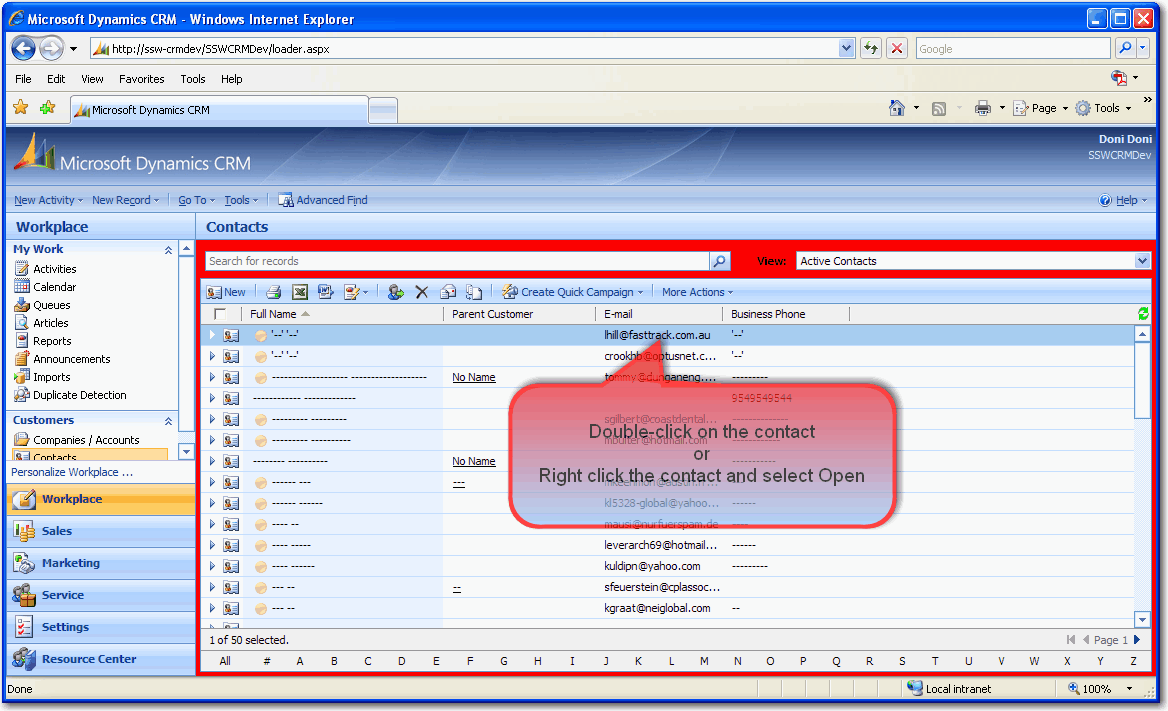 Microsoft Dynamics CRM - Windows Internet Explorer
http://ssw-crmdev/SSWCRMDev/loader.aspx
Google
File Edit View Favorites Tools Help
Microsoft Dynamics CRM
Page Tools
Microsoft Dynamics CRM
Doni Doni
SSWCRMDev
New Activity New Record Go To Tools Advanced Find Help
Workplace
My Work
Activities
Calendar
Queues
Articles
Reports
Announcements
Imports
Duplicate Detection
Customers
Companies / Accounts
Contacts
Personalize Workplace ...
Workplace
Sales
Marketing
Service
Settings
Resource Center
Contacts
Search for records
View: Active Contacts
New Create Quick Campaign More Actions
Full Name Parent Customer E-mail Business Phone
'--' '--' lhill@fasttrack.com.au '--'
'--' '--' crookhb@optusnet.c... '--'
------------------- ------------------ No Name tommy@dunganeng.... ---------
------------ ------------- 9549549544
--------- --------- sgilbert@coastdental... --------------
---------- ----------
-------- ---------- No Name
------ --- ---
------ ------ kl5328-global@yahoo...
---- -- mausi@nurfuerspam.de ----
---- ----- leverarch69@hotmail... ------
---- ------ kuldipn@yahoo.com ---------
--- -- -- sfeuerstein@cplassoc...
--- -- kgraat@neiglobal.com --
Double-click on the contact
or
Right click the contact and select Open
1 of 50 selected. Page 1
All # A B C D E F G H I J K L M N O P Q R S T U V W X Y Z
Done Local intranet 100%